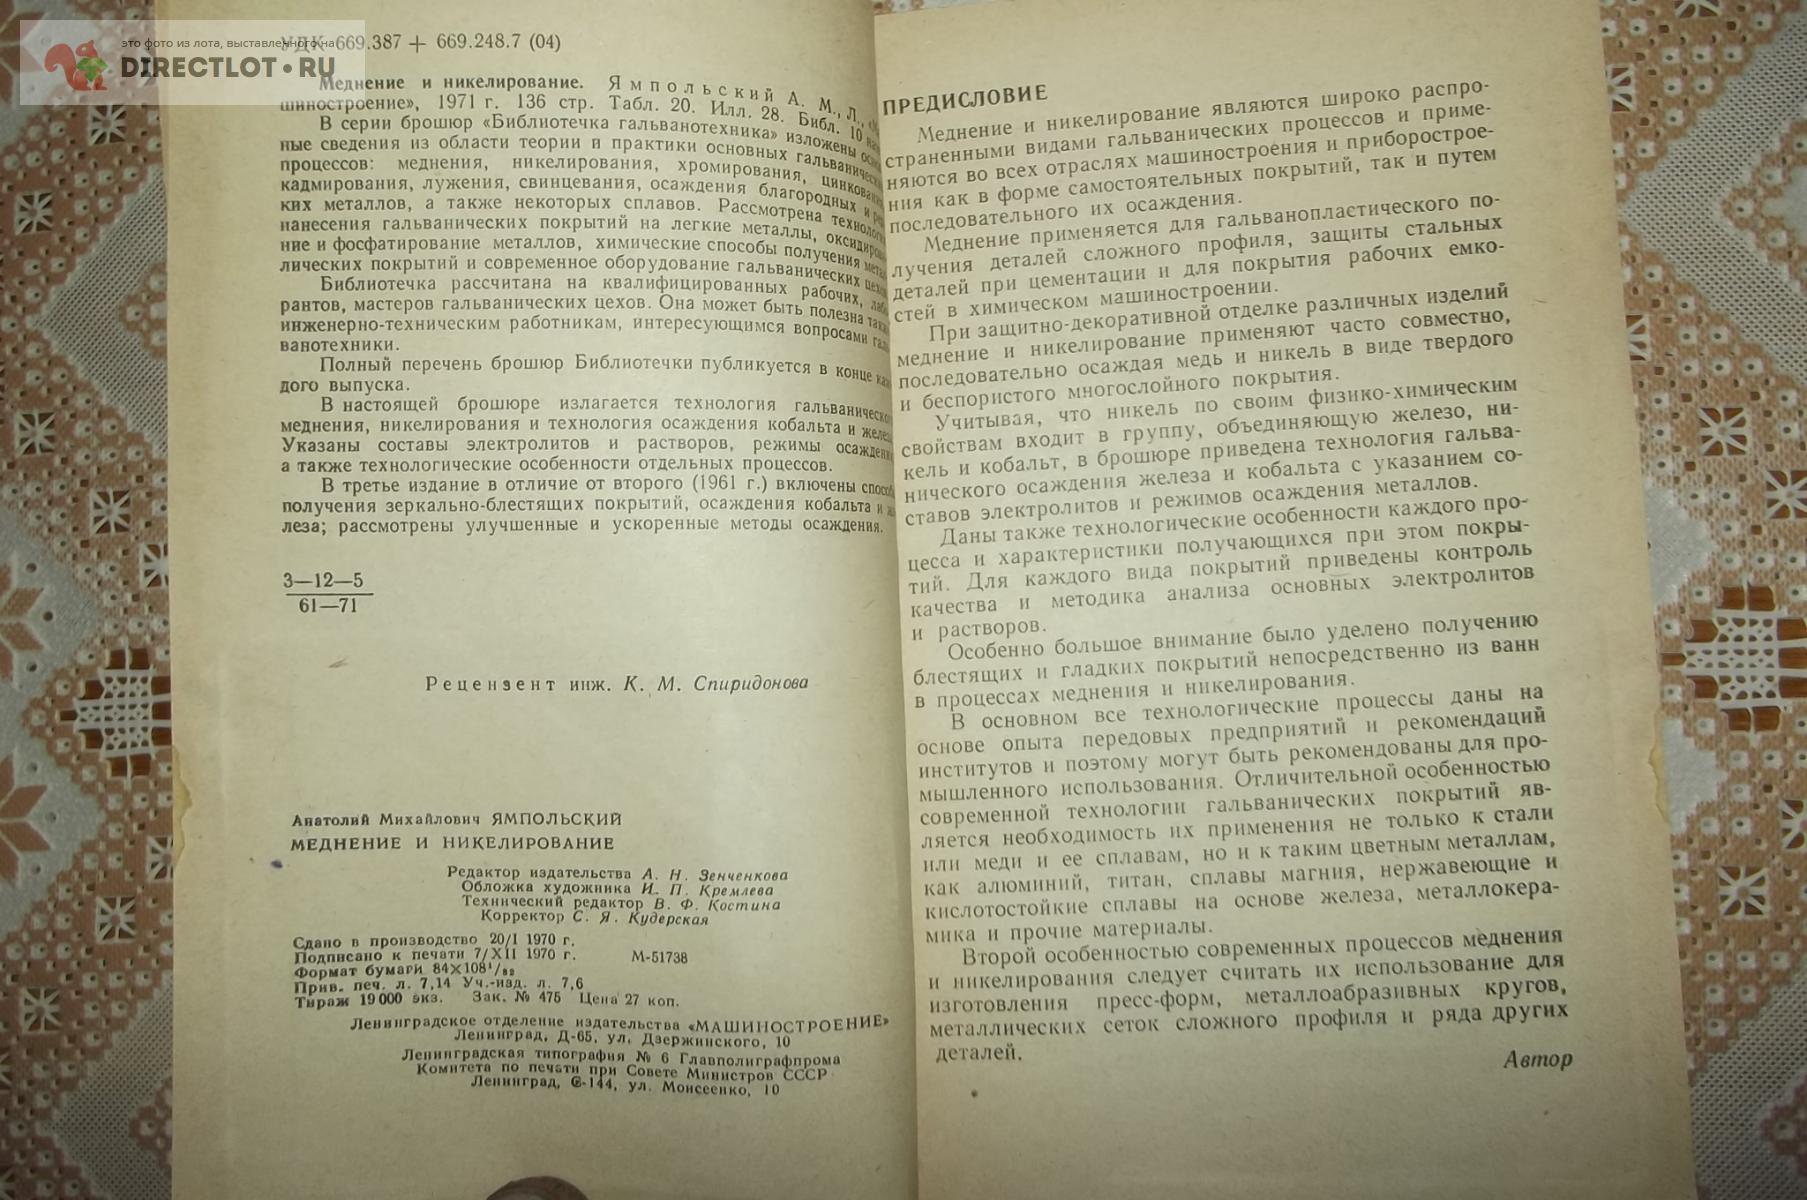 это фото из лота, выставленного на
DIRECTLOT.RU
УДК 669.387 + 669.248.7 (04)
Меднение и никелирование. Ямпольский А. М., Л.,
шиностроение», 1971 г. 136 стр. Табл. 20. Илл. 28. Библ. 10
В серии брошюр «Библиотечка гальванотехника» изложены
ные сведения из области теории и практики основных
процессов: меднения, никелирования, хромирования,
кадмирования, лужения, свинцевания, осаждения благородных и
ких металлов, а также некоторых сплавов. Рассмотрена
нанесения гальванических покрытий на легкие металлы,
ние и фосфатирование металлов, химические способы получения
лических покрытий и современное оборудование гальванических
Библиотечка рассчитана на квалифицированных рабочих,
рантов, мастеров гальванических цехов. Она может быть полезна
инженерно-техническим работникам, интересующимся вопросами
ванотехники.
Полный перечень брошюр Библиотечки публикуется в конце
дого выпуска.
В настоящей брошюре излагается технология
меднения, никелирования и технология осаждения кобальта и
Указаны составы электролитов и растворов, режимы
а также технологические особенности отдельных процессов.
В третье издание в отличие от второго (1961 г.) включены
получения зеркально-блестящих покрытий, осаждения кобальта и
леза; рассмотрены улучшенные и ускоренные методы осаждения.
3—12—5
61—71
Рецензент инж. К. М. Спиридонова
Анатолий Михайлович ЯМПОЛЬСКИЙ
МЕДНЕНИЕ И НИКЕЛИРОВАНИЕ
Редактор издательства А. Н. Зенченкова
Обложка художника И. П. Кремлева
Технический редактор В. Ф. Костина
Корректор С. Я. Кудерская
Сдано в производство 20/I 1970 г.
Подписано к печати 7/XII 1970 г. М-51738
Формат бумаги 84×108¹/₃₂
Прив. печ. л. 7,14 Уч.-изд. л. 7,6
Тираж 19 000 экз. Зак. № 475 Цена 27 коп.
Ленинградское отделение издательства «МАШИНОСТРОЕНИЕ»
Ленинград, Д-65, ул. Дзержинского, 10
Ленинградская типография № 6 Главполиграфпрома
Комитета по печати при Совете Министров СССР
Ленинград, С-144, ул. Моисеенко, 10
ПРЕДИСЛОВИЕ
Меднение и никелирование являются широко распро-
страненными видами гальванических процессов и приме-
няются во всех отраслях машиностроения и приборострое-
ния как в форме самостоятельных покрытий, так и путем
последовательного их осаждения.
Меднение применяется для гальванопластического по-
лучения деталей сложного профиля, защиты стальных
деталей при цементации и для покрытия рабочих емко-
стей в химическом машиностроении.
При защитно-декоративной отделке различных изделий
меднение и никелирование применяют часто совместно,
последовательно осаждая медь и никель в виде твердого
и беспористого многослойного покрытия.
Учитывая, что никель по своим физико-химическим
свойствам входит в группу, объединяющую железо, ни-
кель и кобальт, в брошюре приведена технология гальва-
нического осаждения железа и кобальта с указанием со-
ставов электролитов и режимов осаждения металлов.
Даны также технологические особенности каждого про-
цесса и характеристики получающихся при этом покры-
тий. Для каждого вида покрытий приведены контроль
качества и методика анализа основных электролитов
и растворов.
Особенно большое внимание было уделено получению
блестящих и гладких покрытий непосредственно из ванн
в процессах меднения и никелирования.
В основном все технологические процессы даны на
основе опыта передовых предприятий и рекомендаций
институтов и поэтому могут быть рекомендованы для про-
мышленного использования. Отличительной особенностью
современной технологии гальванических покрытий яв-
ляется необходимость их применения не только к стали
или меди и ее сплавам, но и к таким цветным металлам,
как алюминий, титан, сплавы магния, нержавеющие и
кислотостойкие сплавы на основе железа, металлокера-
мика и прочие материалы.
Второй особенностью современных процессов меднения
и никелирования следует считать их использование для
изготовления пресс-форм, металлоабразивных кругов,
металлических сеток сложного профиля и ряда других
деталей.
Автор